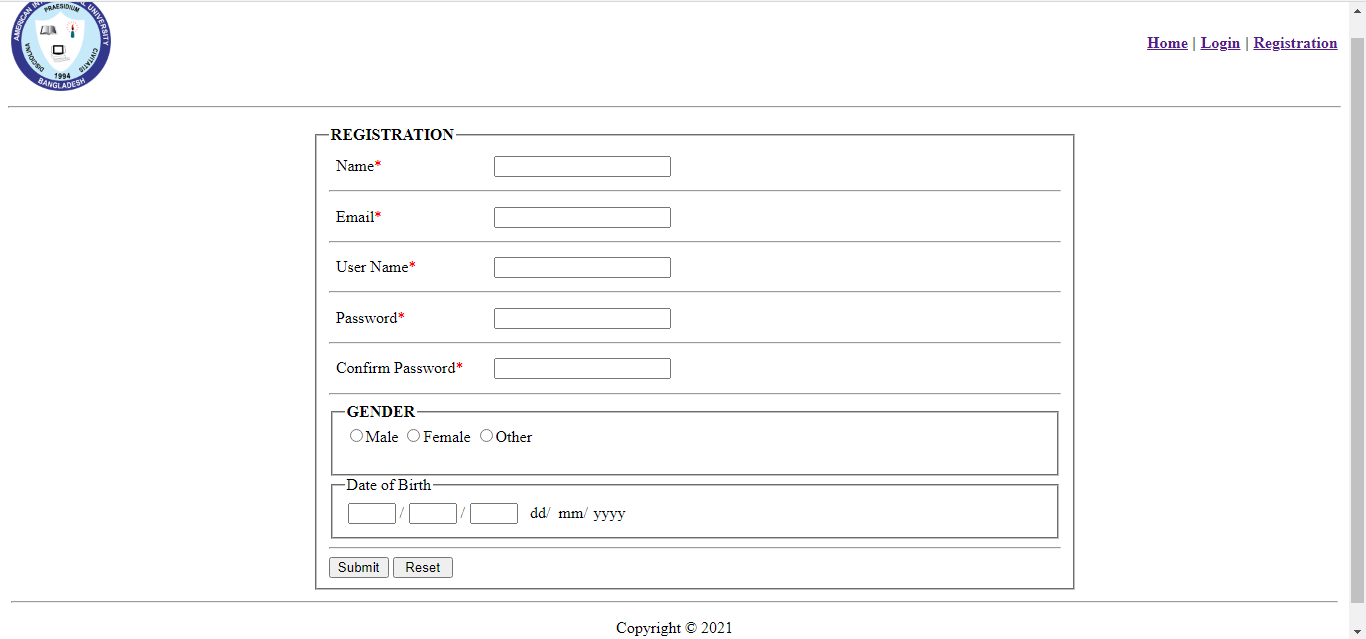 AMERICAN INTERNATIONAL UNIVERSITY
PRAESIDIUM
DISCIPLINA
CIVITATIS
1994
BANGLADESH
Home | Login | Registration
REGISTRATION
Name*
Email*
User Name*
Password*
Confirm Password*
GENDER
Male Female Other
Date of Birth
/ / dd/ mm/ yyyy
Submit Reset
Copyright © 2021